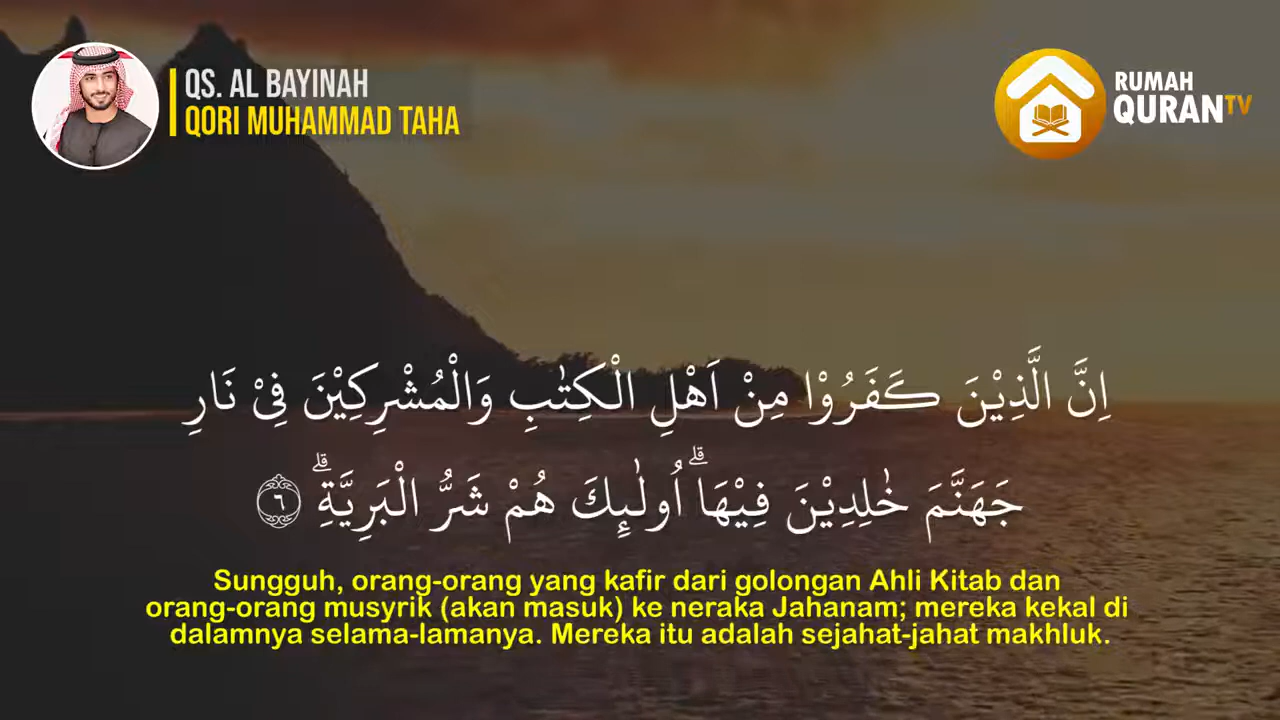 QS. AL BAYINAH
QORI MUHAMMAD TAHA
RUMAH
QURANTV
اِنَّ الَّذِيْنَ كَفَرُوْا مِنْ اَهْلِ الْكِتٰبِ وَالْمُشْرِكِيْنَ فِيْ نَارِ
جَهَنَّمَ خٰلِدِيْنَ فِيْهَاۗ اُولٰۤىِٕكَ هُمْ شَرُّ الْبَرِيَّةِۗ ٦
Sungguh, orang-orang yang kafir dari golongan Ahli Kitab dan
orang-orang musyrik (akan masuk) ke neraka Jahanam; mereka kekal di
dalamnya selama-lamanya. Mereka itu adalah sejahat-jahat makhluk.